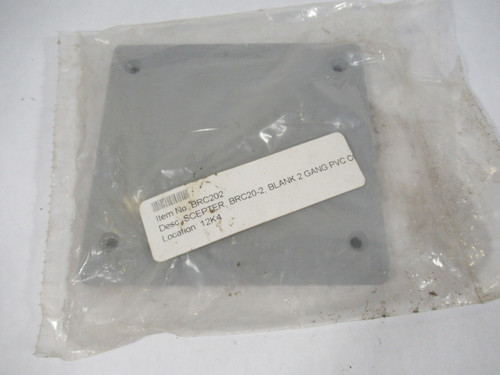 Item No. BRC202
Desc. SCEPTER, BRC20-2, BLANK 2 GANG PVC C
Location 12K4